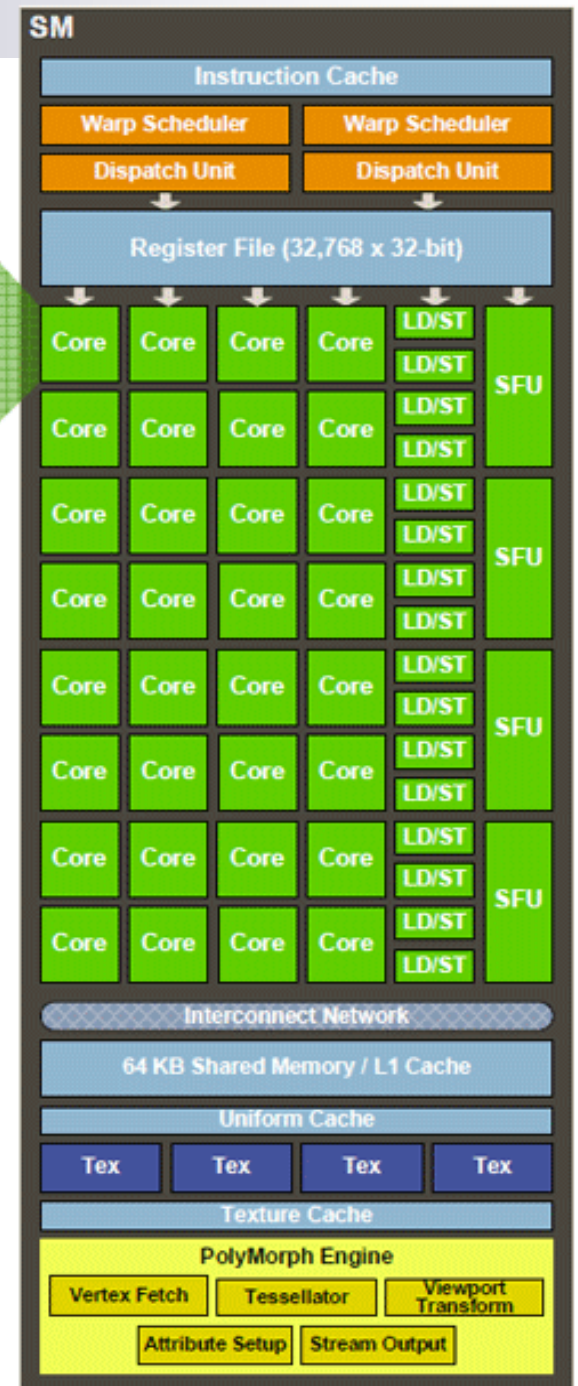 SM
Instruction Cache
Warp Scheduler Warp Scheduler
Dispatch Unit Dispatch Unit
Register File (32,768 x 32-bit)
Core Core Core Core LD/ST SFU
LD/ST
Core Core Core Core LD/ST
LD/ST
Core Core Core Core LD/ST SFU
LD/ST
Core Core Core Core LD/ST
LD/ST
Core Core Core Core LD/ST SFU
LD/ST
Core Core Core Core LD/ST
LD/ST
Core Core Core Core LD/ST SFU
LD/ST
Core Core Core Core LD/ST
LD/ST
Interconnect Network
64 KB Shared Memory / L1 Cache
Uniform Cache
Tex Tex Tex Tex
Texture Cache
PolyMorph Engine
Vertex Fetch Tessellator Viewport
Transform
Attribute Setup Stream Output